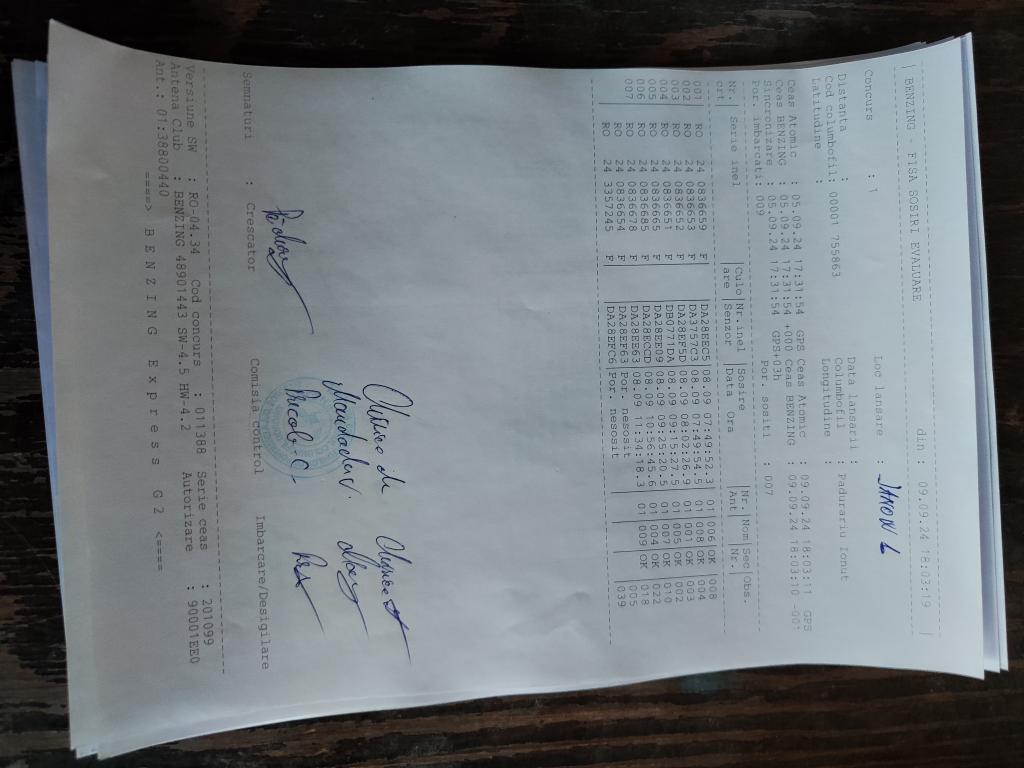 | BENZING - FISA SOSIRI EVALUARE din : 09.09.24 18:03:19 |
Concurs : 1 Loc lansare : JANOW L
Distanta : Data lansarii :
Cod columbofil: 00001 755863 Columbofil : Padurariu Ionut
Latitudine : Longitudine :
Ceas Atomic : 05.09.24 17:31:54 GPS Ceas Atomic : 09.09.24 18:03:11 GPS
Ceas BENZING : 05.09.24 17:31:54 +000 Ceas BENZING : 09.09.24 18:03:10 -001
Sincronizare : 05.09.24 17:31:54 GPS+03h
Por. imbarcati: 009 Por. sositi : 007
Nr.| Serie inel |Culo|Nr.inel | Sosire | Nr.|Nom|Sec|Obs.
crt |are |Senzor | Data Ora |Ant |Nr.|
001 RO 24 0836659 F |DA28EEC5|08.09 07:49:52.3| 01|006|OK | 008
002 RO 24 0836653 F |DA3757C3|08.09 07:49:54.5| 01|008|OK | 004
003 RO 24 0836652 F |DA28EF5D|08.09 08:02:26.9| 01|001|OK | 003
004 RO 24 0836651 F |DB0771DA|08.09 09:15:27.5| 01|005|OK | 002
005 RO 24 0836665 F |DA28EE0A|08.09 09:25:20.5| 01|007|OK | 010
006 RO 24 0836685 F |DA28ECCD|08.09 10:56:45.6| 01|004|OK | 022
007 RO 24 0836678 F |DA28EE63|08.09 11:34:18.3| 01|009|OK | 018
RO 24 0836654 F |DA28EF63|Por. nesosit | 005
RO 24 3357245 F |DA28EFC6|Por. nesosit | 039
Semnaturi : Crescator Comisia control Imbarcare/Desigilare
Versiune SW : RO-04.34 Cod concurs : 011388 Serie ceas : 201099
Antena Club : BENZING 48901443 SW-4.5 HW-4.2 Autorizare : 90001EE0
Ant.: 01:38800440
====> B E N Z I N G E x p r e s s G 2 <====